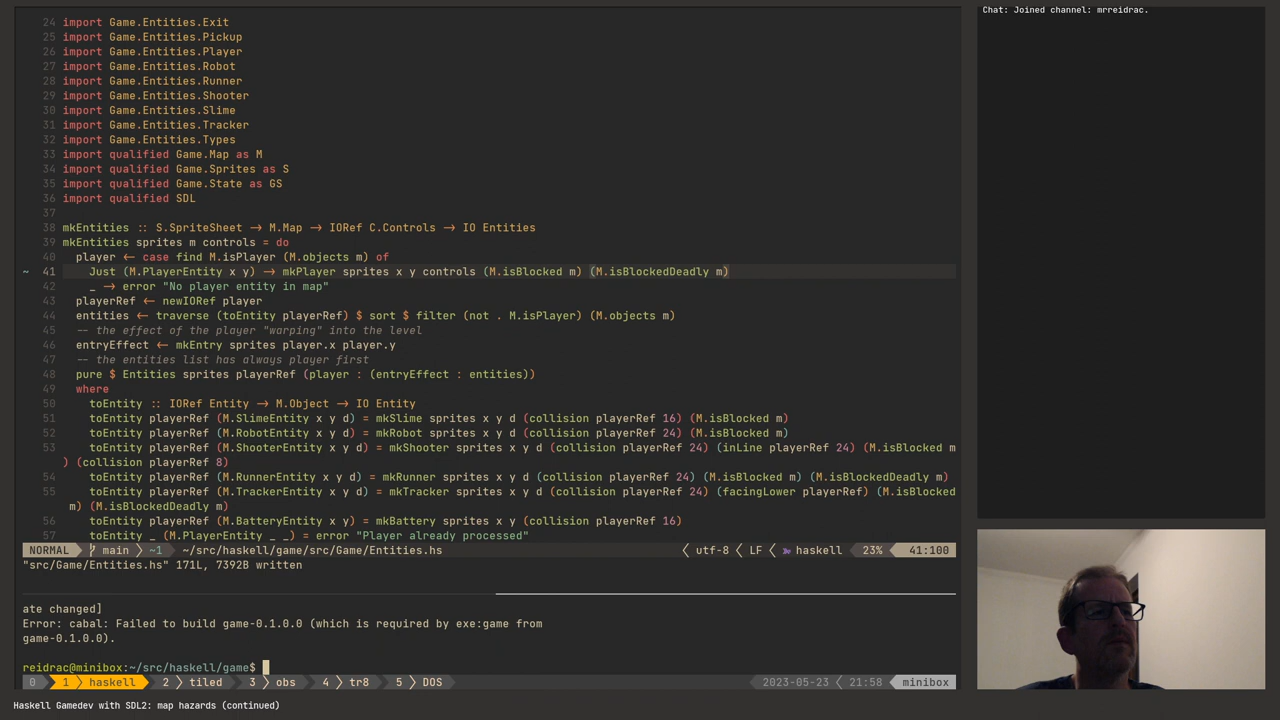 Chat: Joined channel: mrreidrac.
24 import Game.Entities.Exit
25 import Game.Entities.Pickup
26 import Game.Entities.Player
27 import Game.Entities.Robot
28 import Game.Entities.Runner
29 import Game.Entities.Shooter
30 import Game.Entities.Slime
31 import Game.Entities.Tracker
32 import Game.Entities.Types
33 import qualified Game.Map as M
34 import qualified Game.Sprites as S
35 import qualified Game.State as GS
36 import qualified SDL
37
38 mkEntities :: S.SpriteSheet → M.Map → IORef C.Controls → IO Entities
39 mkEntities sprites m controls = do
40 player ← case find M.isPlayer (M.objects m) of
~ 41 Just (M.PlayerEntity x y) → mkPlayer sprites x y controls (M.isBlocked m) (M.isBlockedDeadly m)
42 _ → error "No player entity in map"
43 playerRef ← newIORef player
44 entities ← traverse (toEntity playerRef) $ sort $ filter (not . M.isPlayer) (M.objects m)
45 -- the effect of the player "warping" into the level
46 entryEffect ← mkEntry sprites player.x player.y
47 -- the entities list has always player first
48 pure $ Entities sprites playerRef (player : (entryEffect : entities))
49 where
50 toEntity :: IORef Entity → M.Object → IO Entity
51 toEntity playerRef (M.SlimeEntity x y d) = mkSlime sprites x y d (collision playerRef 16) (M.isBlocked m)
52 toEntity playerRef (M.RobotEntity x y d) = mkRobot sprites x y d (collision playerRef 24) (M.isBlocked m)
53 toEntity playerRef (M.ShooterEntity x y d) = mkShooter sprites x y d (collision playerRef 24) (inLine playerRef 24) (M.isBlocked m
) (collision playerRef 8)
54 toEntity playerRef (M.RunnerEntity x y d) = mkRunner sprites x y d (collision playerRef 24) (M.isBlocked m) (M.isBlockedDeadly m)
55 toEntity playerRef (M.TrackerEntity x y d) = mkTracker sprites x y d (collision playerRef 24) (facingLower playerRef) (M.isBlocked
m) (M.isBlockedDeadly m)
56 toEntity playerRef (M.BatteryEntity x y) = mkBattery sprites x y (collision playerRef 16)
57 toEntity _ (M.PlayerEntity _ _) = error "Player already processed"
NORMAL main ~1 ~/src/haskell/game/src/Game/Entities.hs utf-8 LF haskell 23% 41:100
"src/Game/Entities.hs" 171L, 7392B written
ate changed]
Error: cabal: Failed to build game-0.1.0.0 (which is required by exe:game from
game-0.1.0.0).
reidrac@minibox:~/src/haskell/game$
0 1 haskell 2 tiled 3 obs 4 tr8 5 DOS 2023-05-23 21:58 minibox
Haskell Gamedev with SDL2: map hazards (continued)